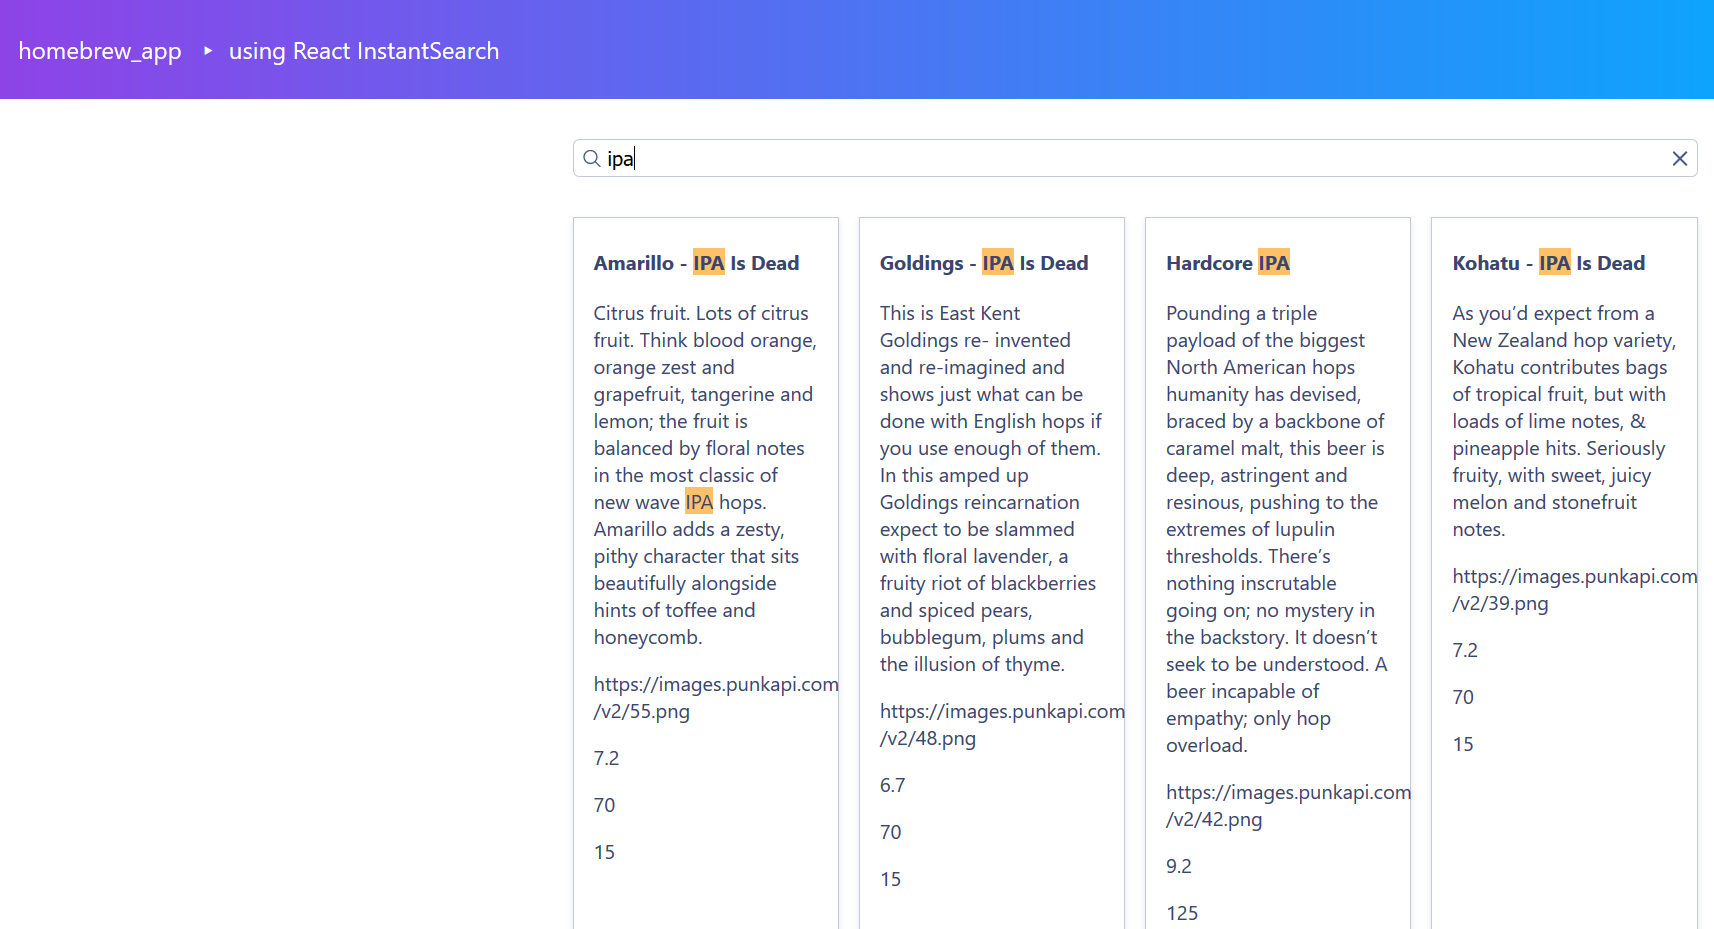 homebrew_app ▸ using React InstantSearch
ipa
Amarillo - IPA Is Dead
Citrus fruit. Lots of citrus
fruit. Think blood orange,
orange zest and
grapefruit, tangerine and
lemon; the fruit is
balanced by floral notes
in the most classic of
new wave IPA hops.
Amarillo adds a zesty,
pithy character that sits
beautifully alongside
hints of toffee and
honeycomb.
https://images.punkapi.com
/v2/55.png
7.2
70
15
Goldings - IPA Is Dead
This is East Kent
Goldings re- invented
and re-imagined and
shows just what can be
done with English hops if
you use enough of them.
In this amped up
Goldings reincarnation
expect to be slammed
with floral lavender, a
fruity riot of blackberries
and spiced pears,
bubblegum, plums and
the illusion of thyme.
https://images.punkapi.com
/v2/48.png
6.7
70
15
Hardcore IPA
Pounding a triple
payload of the biggest
North American hops
humanity has devised,
braced by a backbone of
caramel malt, this beer is
deep, astringent and
resinous, pushing to the
extremes of lupulin
thresholds. There’s
nothing inscrutable
going on; no mystery in
the backstory. It doesn’t
seek to be understood. A
beer incapable of
empathy; only hop
overload.
https://images.punkapi.com
/v2/42.png
9.2
125
Kohatu - IPA Is Dead
As you’d expect from a
New Zealand hop variety,
Kohatu contributes bags
of tropical fruit, but with
loads of lime notes, &
pineapple hits. Seriously
fruity, with sweet, juicy
melon and stonefruit
notes.
https://images.punkapi.com
/v2/39.png
7.2
70
15